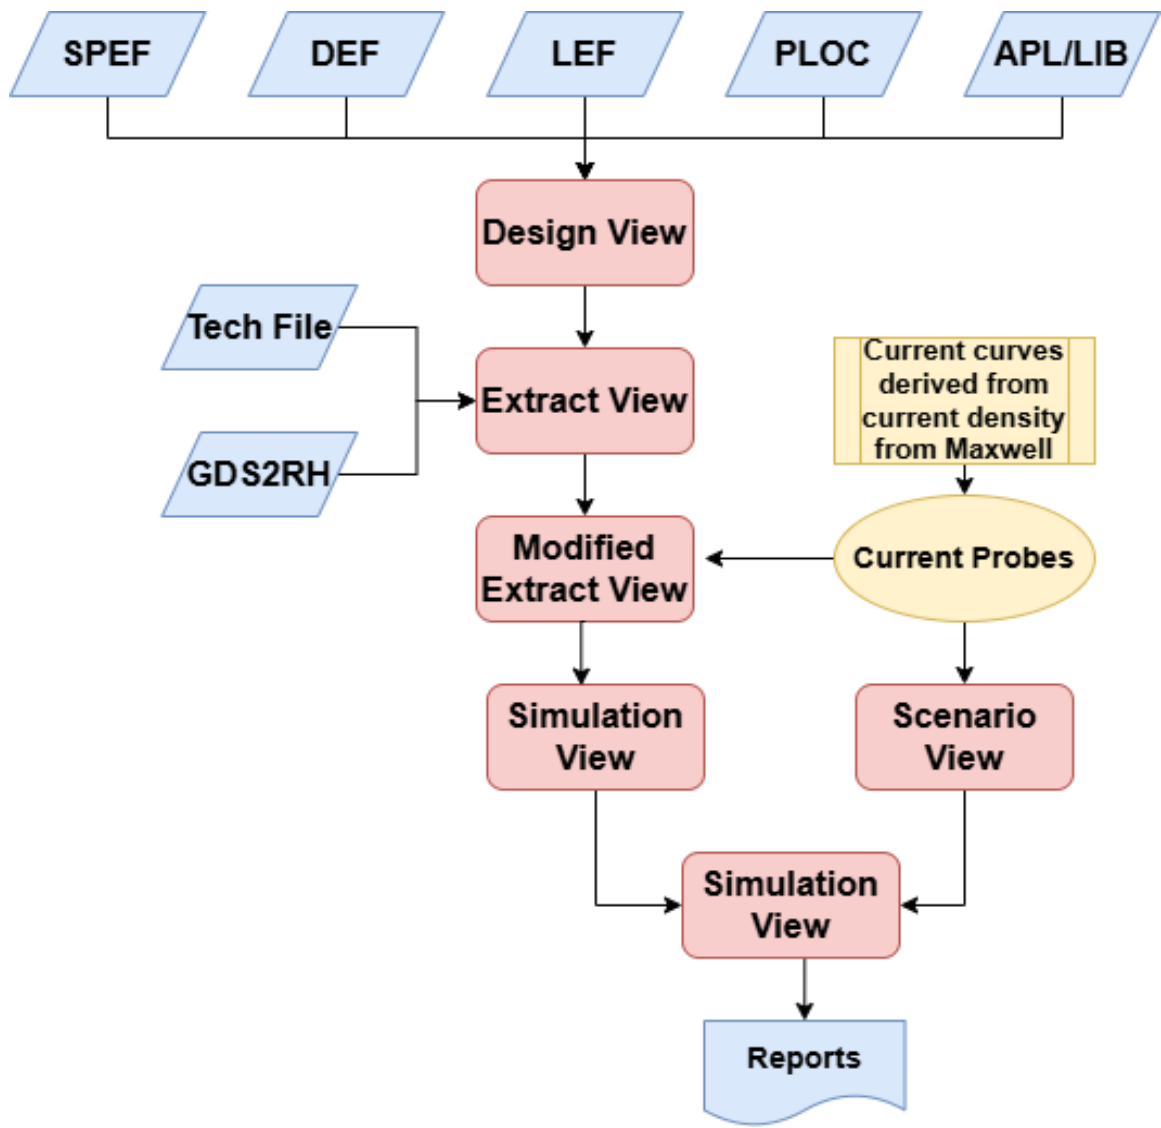 SPEF
DEF
LEF
PLOC
APL/LIB
Design View
Tech File
Extract View
GDS2RH
Current curves
derived from
current density
from Maxwell
Modified
Extract View
Current Probes
Simulation
View
Scenario
View
Simulation
View
Reports